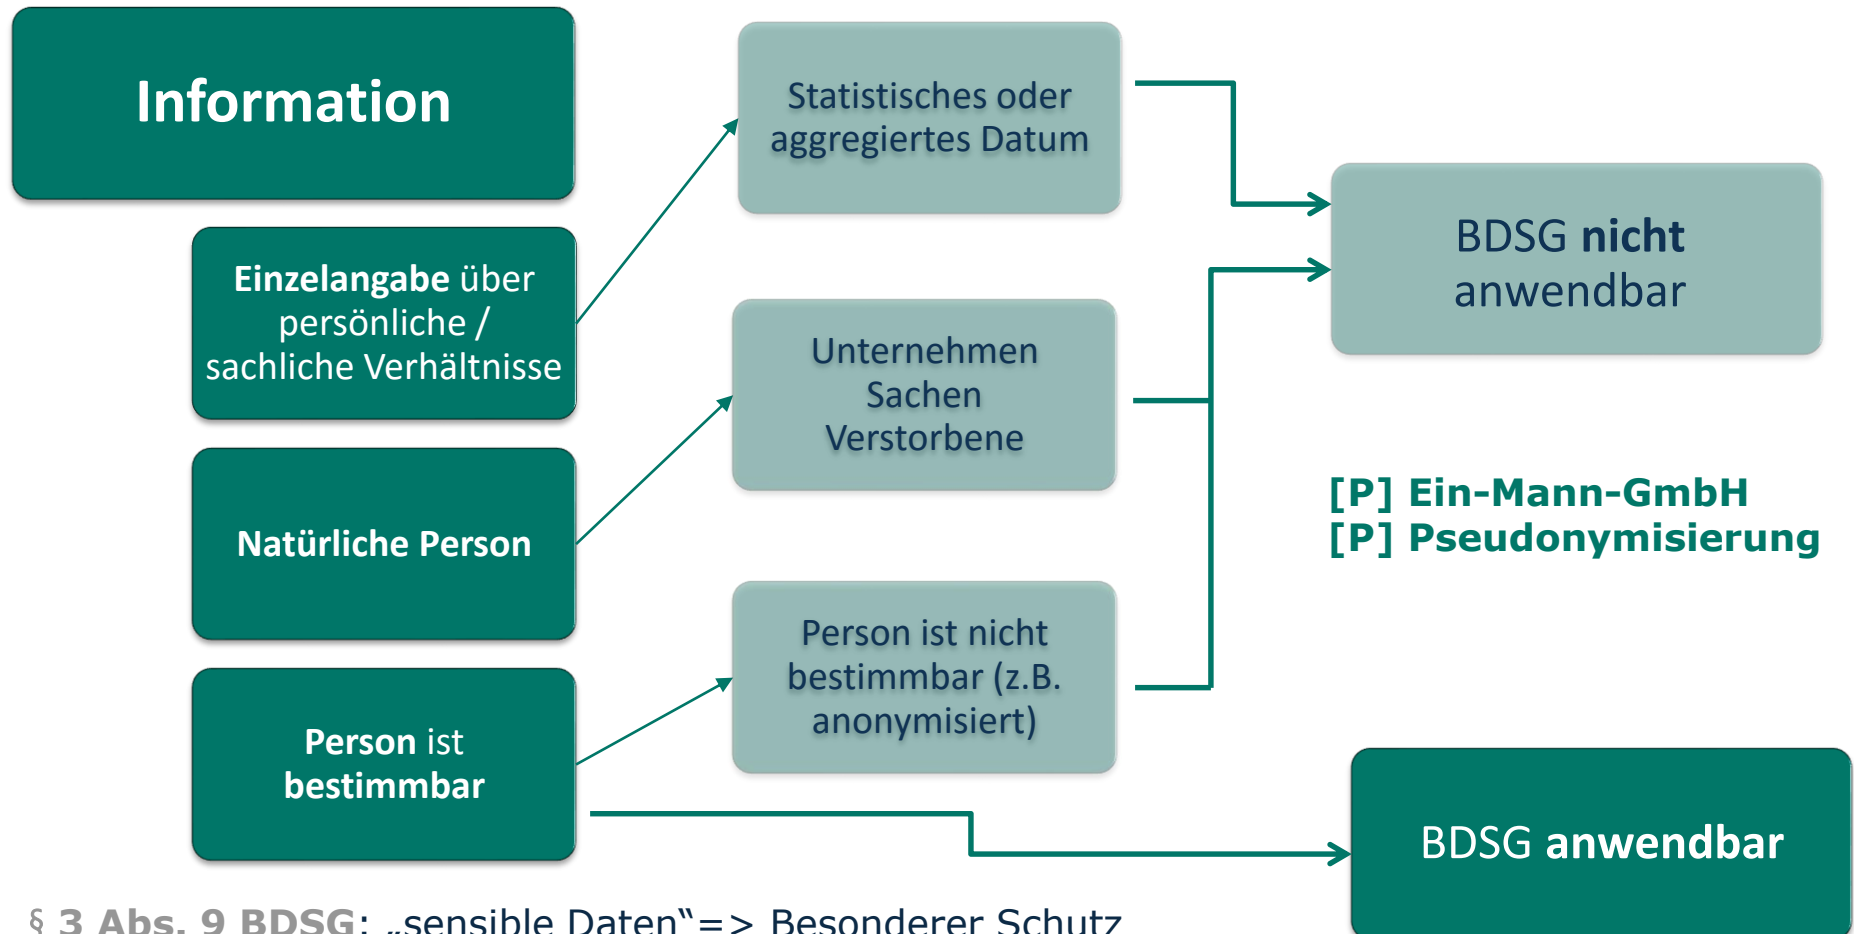 Information
Einzelangabe über
persönliche /
sachliche Verhältnisse
Natürliche Person
Person ist
bestimmbar
Statistisches oder
aggregiertes Datum
Unternehmen
Sachen
Verstorbene
Person ist nicht
bestimmbar (z.B.
anonymisiert)
BDSG nicht
anwendbar
[P] Ein-Mann-GmbH
[P] Pseudonymisierung
BDSG anwendbar
§ 3 Abs. 9 BDSG: „sensible Daten“=> Besonderer Schutz